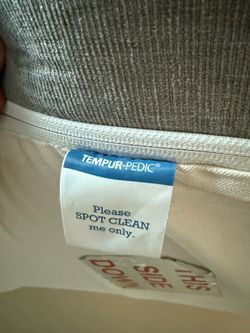 TEMPUR-PEDIC®
Please
SPOT CLEAN
me only.
THIS
SIDE
DOWN